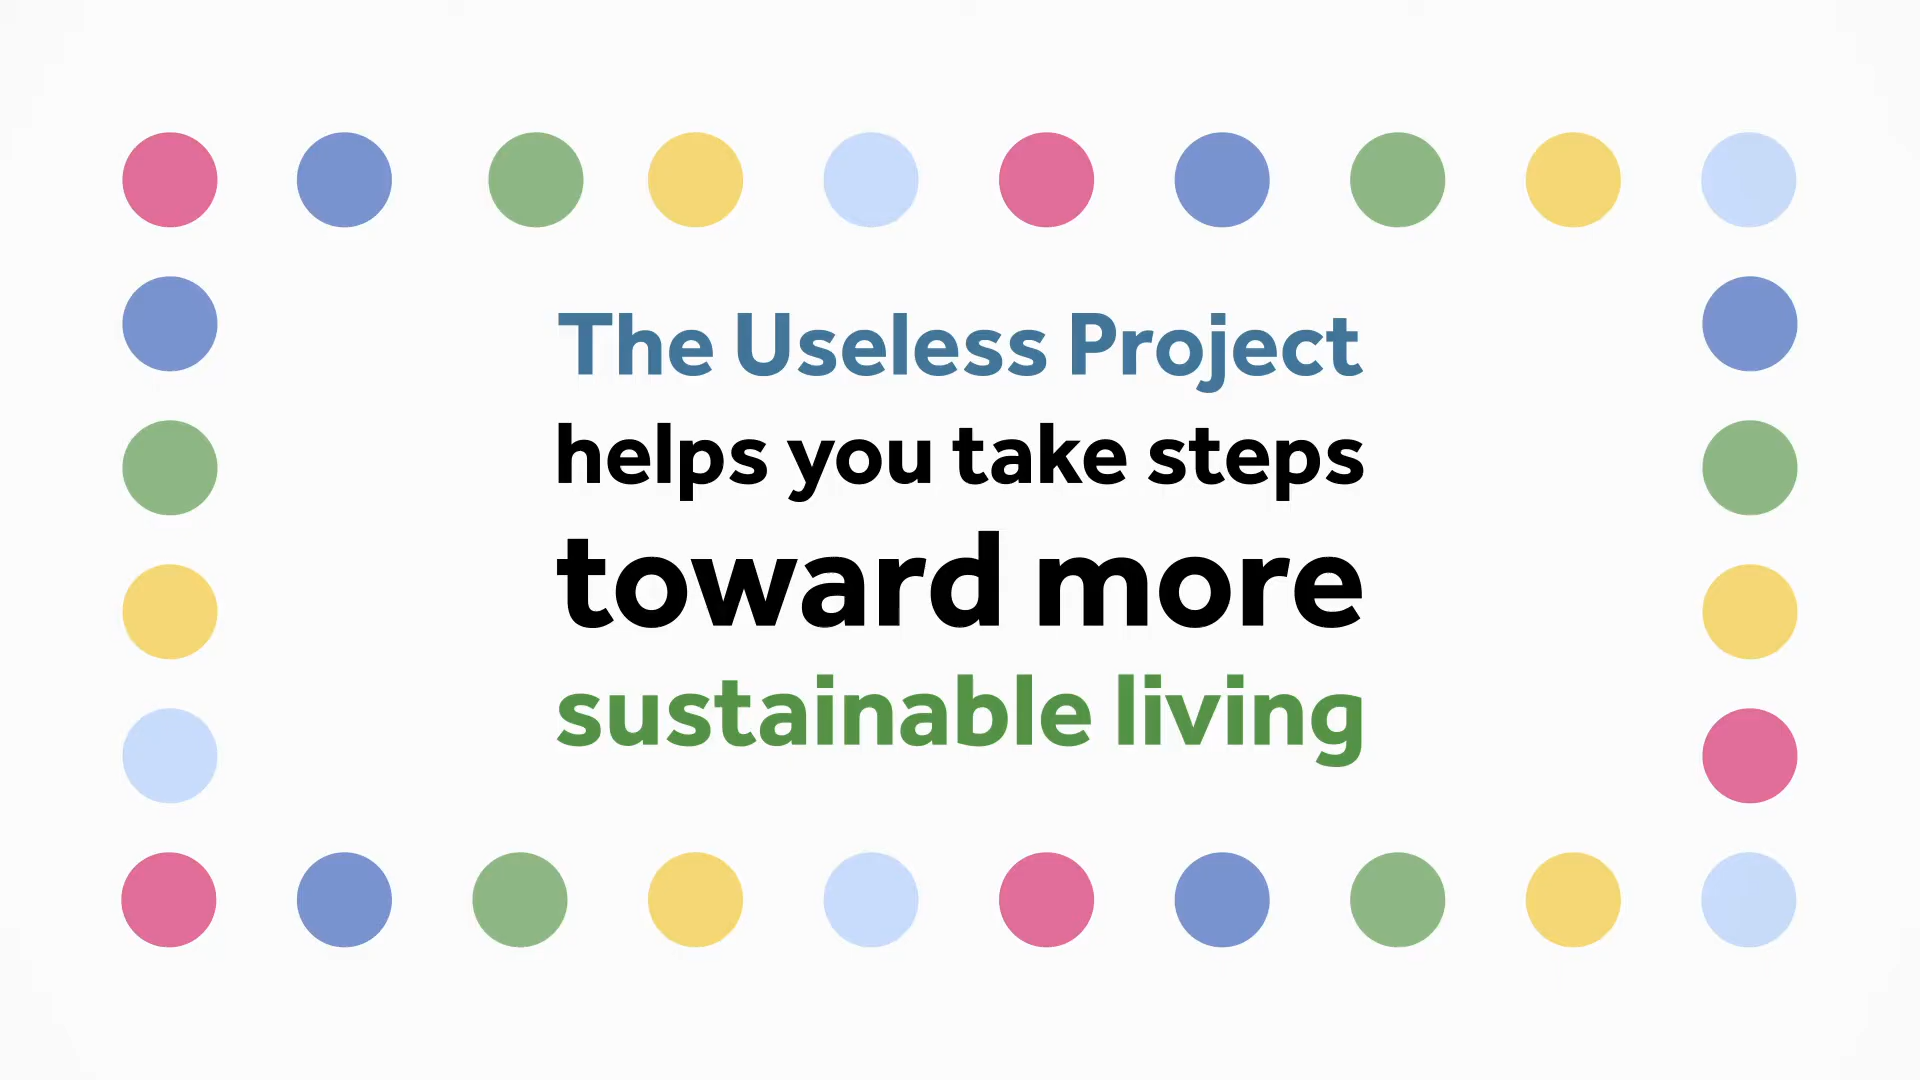 The Useless Project
helps you take steps
toward more
sustainable living